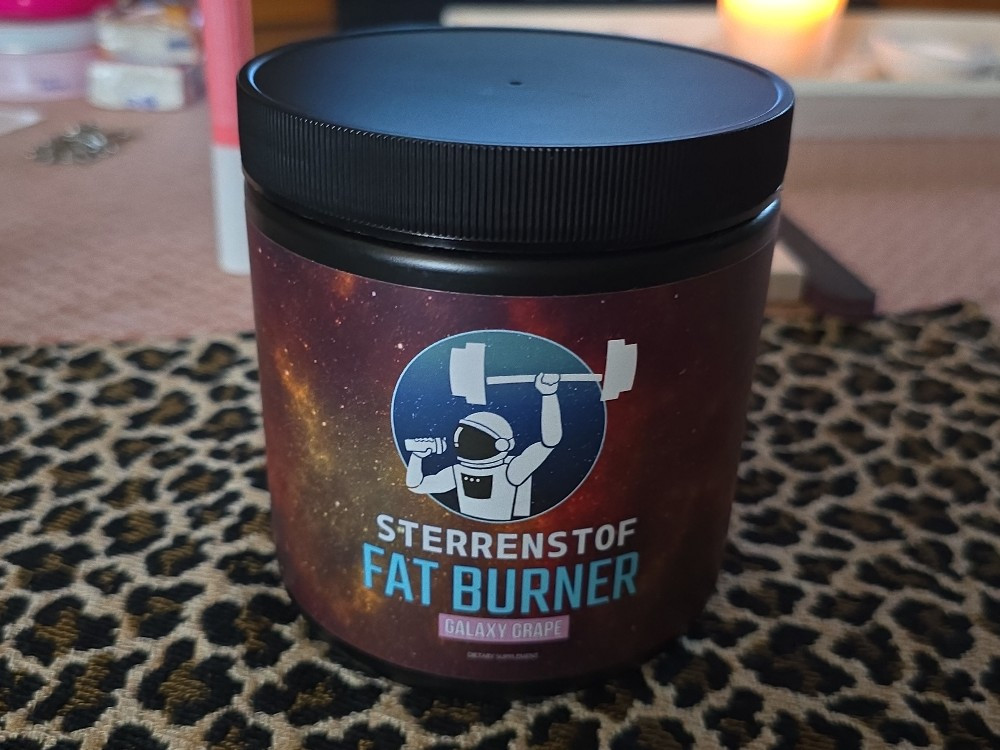 STERRENSTOF
FAT BURNER
GALAXY GRAPE
DIETARY SUPPLEMENT